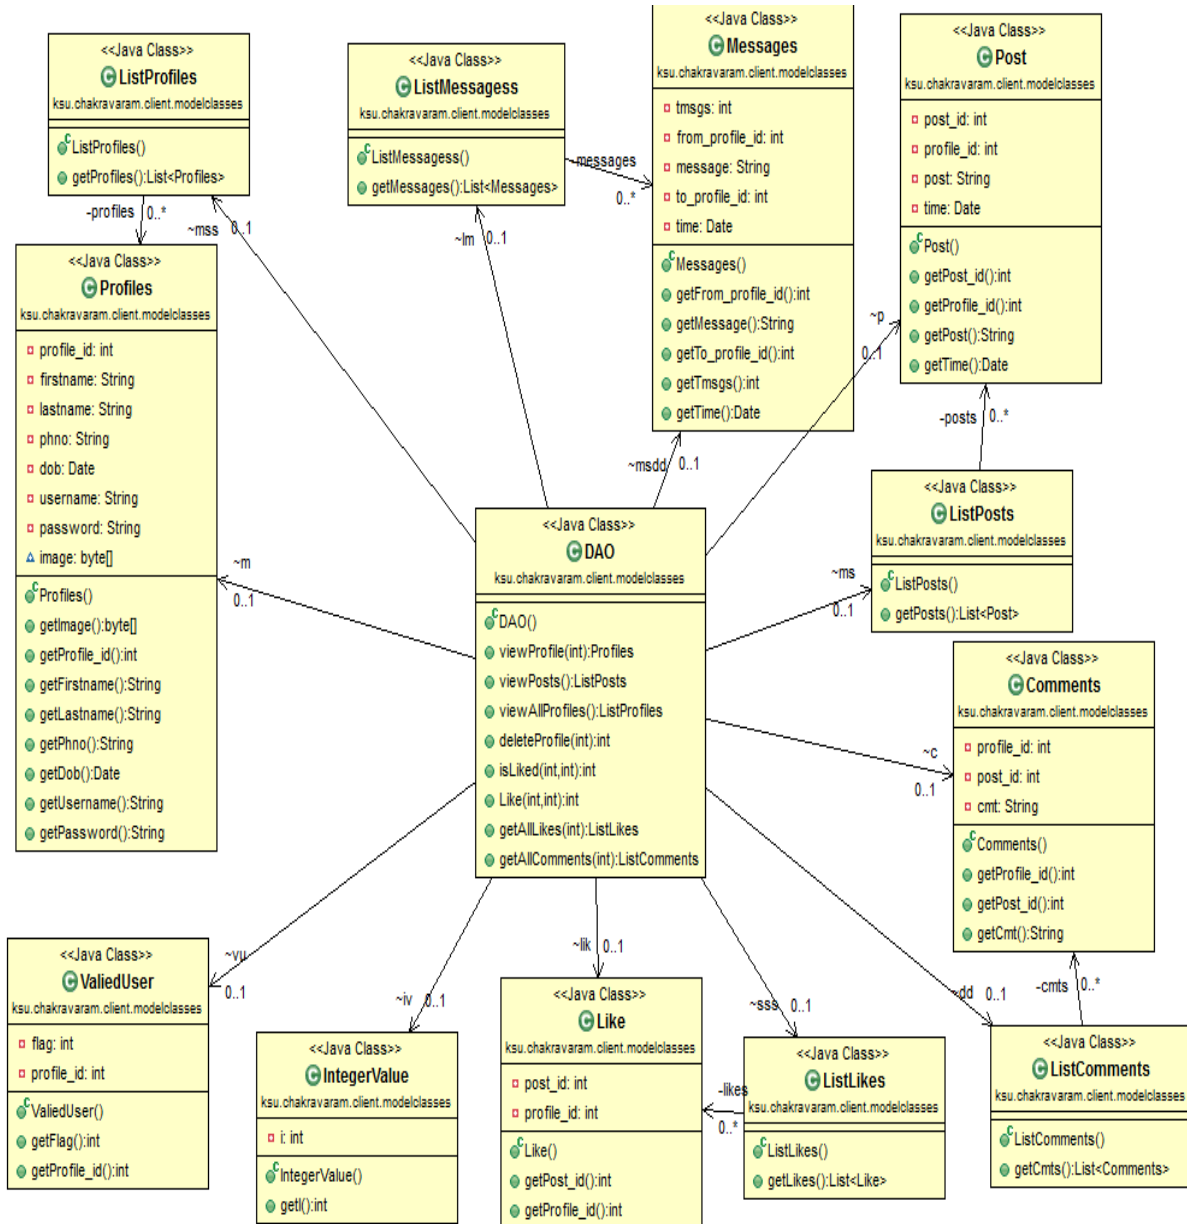 <<Java Class>>
ListProfiles
ksu.chakravaram.client.modelclasses
ListProfiles()
getProfiles():List<Profiles>
-profiles
0..*
~mss
0..1
<<Java Class>>
ListMessagess
ksu.chakravaram.client.modelclasses
ListMessagess()
getMessages():List<Messages>
-messages
0..*
~lm
0..1
<<Java Class>>
Messages
ksu.chakravaram.client.modelclasses
tmsgs: int
from_profile_id: int
message: String
to_profile_id: int
time: Date
Messages()
getFrom_profile_id():int
getMessage():String
getTo_profile_id():int
getTmsgs():int
getTime():Date
~msdd
0..1
<<Java Class>>
Post
ksu.chakravaram.client.modelclasses
post_id: int
profile_id: int
post: String
time: Date
Post()
getPost_id():int
getProfile_id():int
getPost():String
getTime():Date
~p
0..1
-posts
0..*
<<Java Class>>
Profiles
ksu.chakravaram.client.modelclasses
profile_id: int
firstname: String
lastname: String
phno: String
dob: Date
username: String
password: String
image: byte[]
Profiles()
getImage():byte[]
getProfile_id():int
getFirstname():String
getLastname():String
getPhno():String
getDob():Date
getUsername():String
getPassword():String
~m
0..1
<<Java Class>>
DAO
ksu.chakravaram.client.modelclasses
DAO()
viewProfile(int):Profiles
viewPosts():ListPosts
viewAllProfiles():ListProfiles
deleteProfile(int):int
isLiked(int,int):int
Like(int,int):int
getAllLikes(int):ListLikes
getAllComments(int):ListComments
<<Java Class>>
ListPosts
ksu.chakravaram.client.modelclasses
ListPosts()
getPosts():List<Post>
~ms
0..1
<<Java Class>>
Comments
ksu.chakravaram.client.modelclasses
profile_id: int
post_id: int
cmt: String
Comments()
getProfile_id():int
getPost_id():int
getCmt():String
~c
0..1
-cmts
0..*
<<Java Class>>
ValiedUser
ksu.chakravaram.client.modelclasses
flag: int
profile_id: int
ValiedUser()
getFlag():int
getProfile_id():int
~vu
0..1
~iv
0..1
<<Java Class>>
IntegerValue
ksu.chakravaram.client.modelclasses
i: int
IntegerValue()
getI():int
~lik
0..1
<<Java Class>>
Like
ksu.chakravaram.client.modelclasses
post_id: int
profile_id: int
Like()
getPost_id():int
getProfile_id():int
-likes
0..*
~sss
0..1
<<Java Class>>
ListLikes
ksu.chakravaram.client.modelclasses
ListLikes()
getLikes():List<Like>
~dd
0..1
<<Java Class>>
ListComments
ksu.chakravaram.client.modelclasses
ListComments()
getCmts():List<Comments>